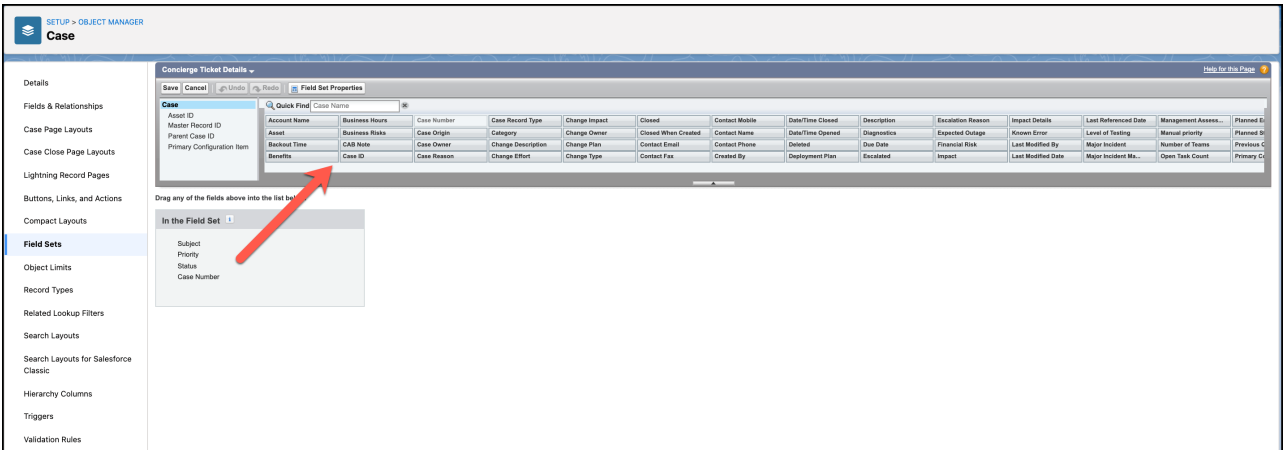 SETUP > OBJECT MANAGER
Case
Details
Fields & Relationships
Case Page Layouts
Case Close Page Layouts
Lightning Record Pages
Buttons, Links, and Actions
Compact Layouts
Field Sets
Object Limits
Record Types
Related Lookup Filters
Search Layouts
Search Layouts for Salesforce
Classic
Hierarchy Columns
Triggers
Validation Rules
Concierge Ticket Details
Help for this Page
Save Cancel Undo Redo Field Set Properties
Case
Asset ID
Master Record ID
Parent Case ID
Primary Configuration Item
Quick Find Case Name
Account Name Business Hours Case Number Case Record Type Change Impact Closed Contact Mobile Date/Time Closed Description Escalation Reason Impact Details Last Referenced Date Management Assess... Planned
Asset Business Risks Case Origin Category Change Owner Closed When Created Contact Name Date/Time Opened Diagnostics Expected Outage Known Error Level of Testing Manual priority Planned
Backout Time CAB Note Case Owner Change Description Change Plan Contact Email Contact Phone Deleted Due Date Financial Risk Last Modified By Major Incident Number of Teams Previous
Benefits Case ID Case Reason Change Effort Change Type Contact Fax Created By Deployment Plan Escalated Impact Last Modified Date Major Incident Ma... Open Task Count Primary
Drag any of the fields above into the list
In the Field Set
Subject
Priority
Status
Case Number